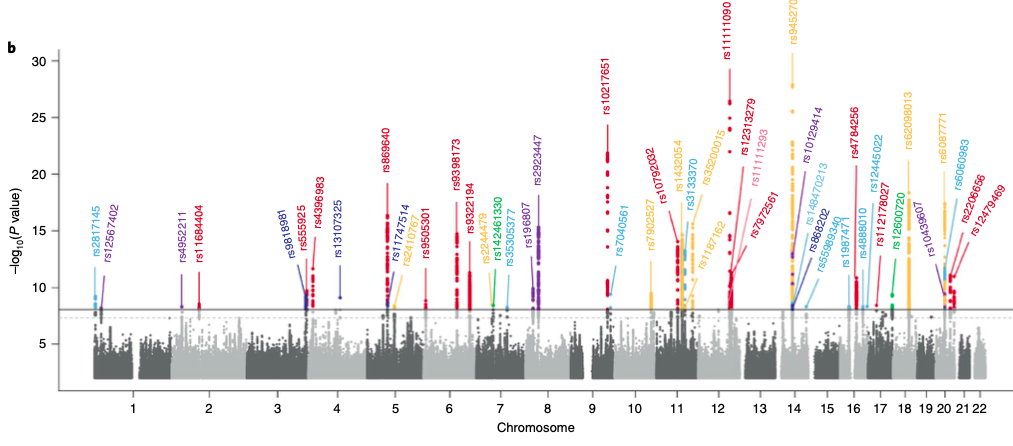 b
−log10(P value)
30
25
20
15
10
5
rs2817145
rs12567402
rs4952211
rs11684404
rs9818981
rs555925
rs4396983
rs13107325
rs869640
rs11747514
rs2410767
rs9505301
rs9398173
rs9322194
rs2244479
rs142461330
rs35305377
rs196807
rs2923447
rs10217651
rs7040561
rs7902527
rs10792032
rs1432054
rs3133370
rs35200015
rs1187162
rs11111090
rs12313279
rs11111293
rs7972561
rs945270
rs10129414
rs148470213
rs868202
rs55989340
rs1987471
rs4784256
rs4888010
rs12445022
rs112178027
rs12600720
rs62098013
rs1043907
rs6087771
rs6060983
rs2206656
rs12479469
1 2 3 4 5 6 7 8 9 10 11 12 13 14 15 16 17 18 19 20 21 22
Chromosome